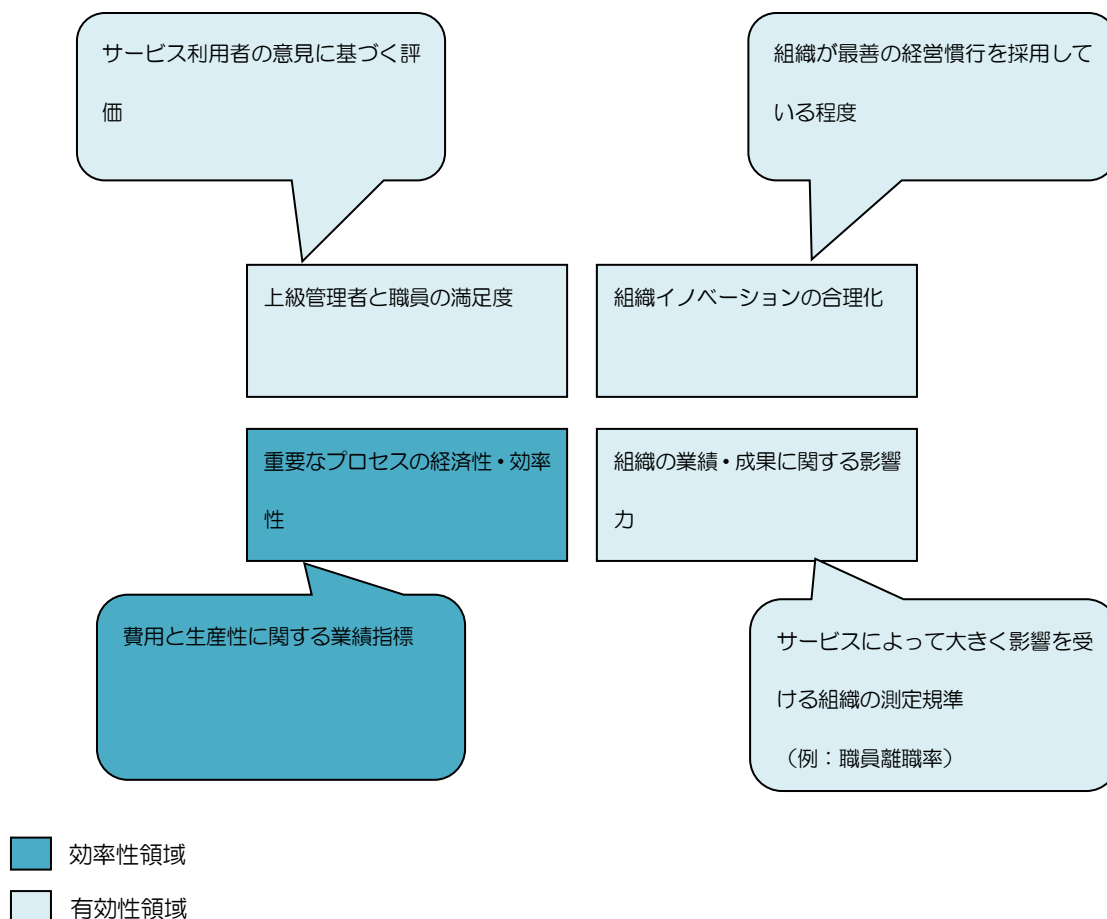 サービス利用者の意見に基づく評
価
組織が最善の経営慣行を採用して
いる程度
上級管理者と職員の満足度
組織イノベーションの合理化
重要なプロセスの経済性・効率
性
組織の業績・成果に関する影響
力
費用と生産性に関する業績指標
サービスによって大きく影響を受
ける組織の測定規準
（例：職員離職率）
効率性領域
有効性領域